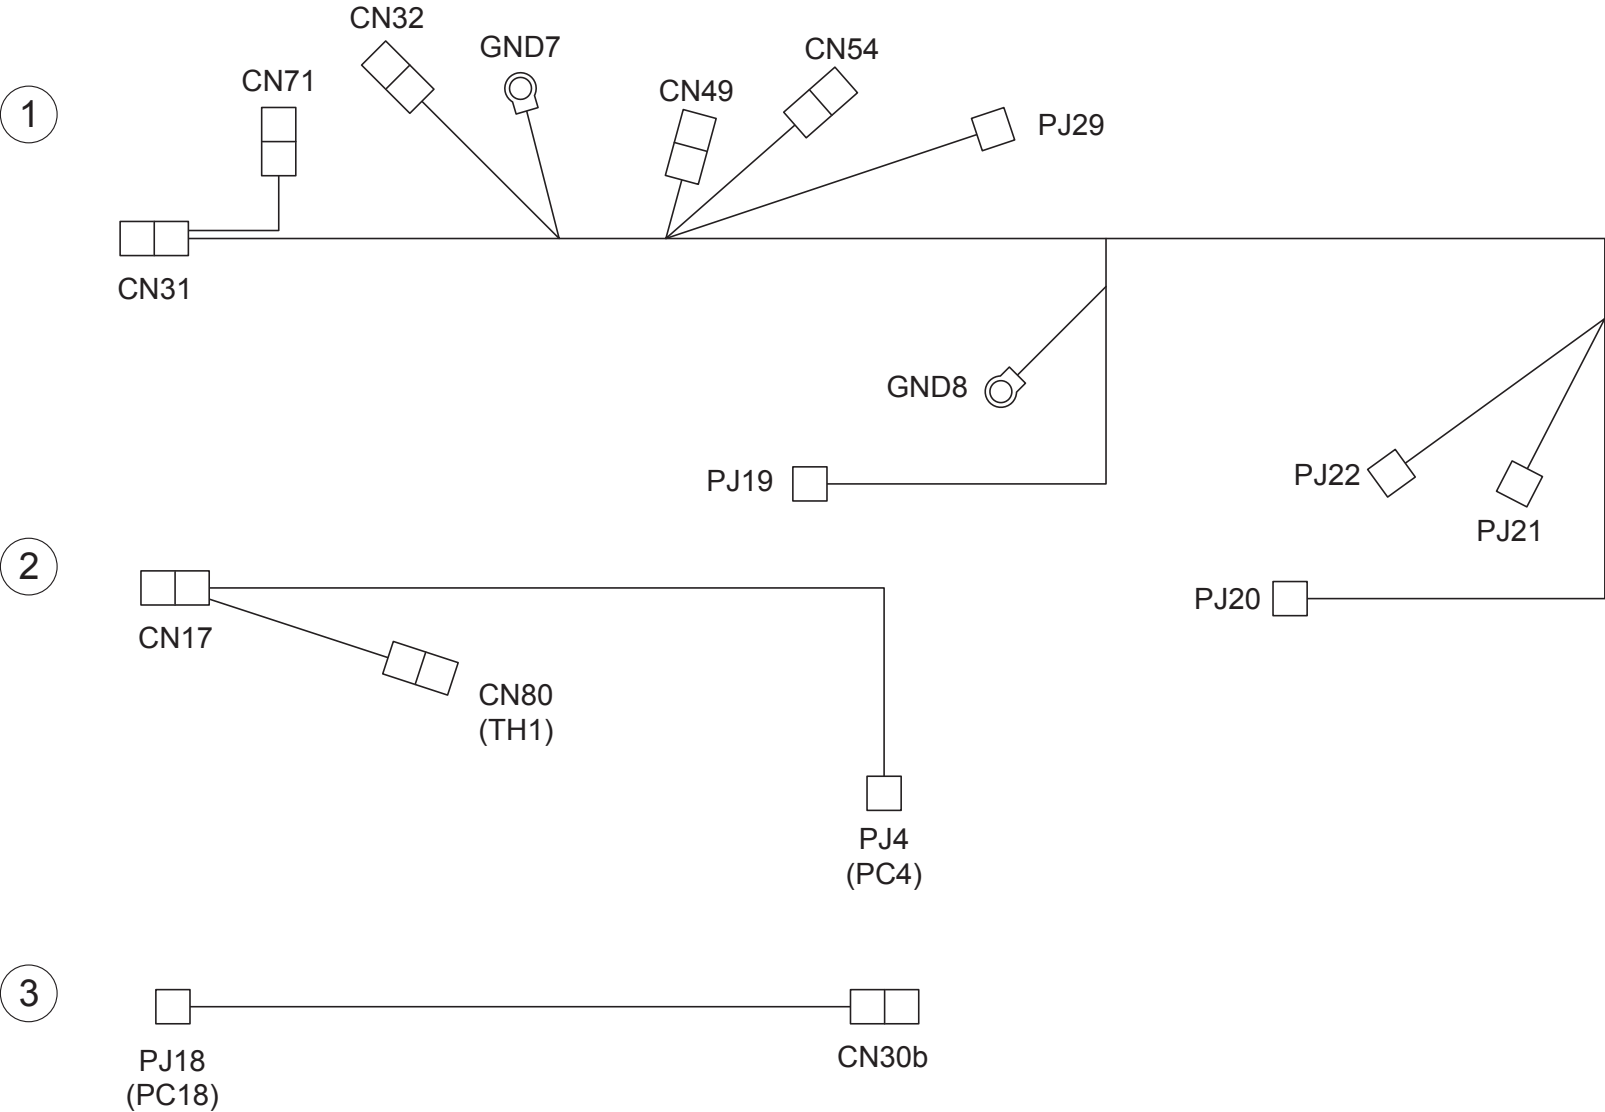 1
CN71
CN32
GND7
CN49
CN54
PJ29
CN31
GND8
PJ19
PJ22
PJ21
PJ20
2
CN17
CN80
(TH1)
PJ4
(PC4)
3
PJ18
(PC18)
CN30b